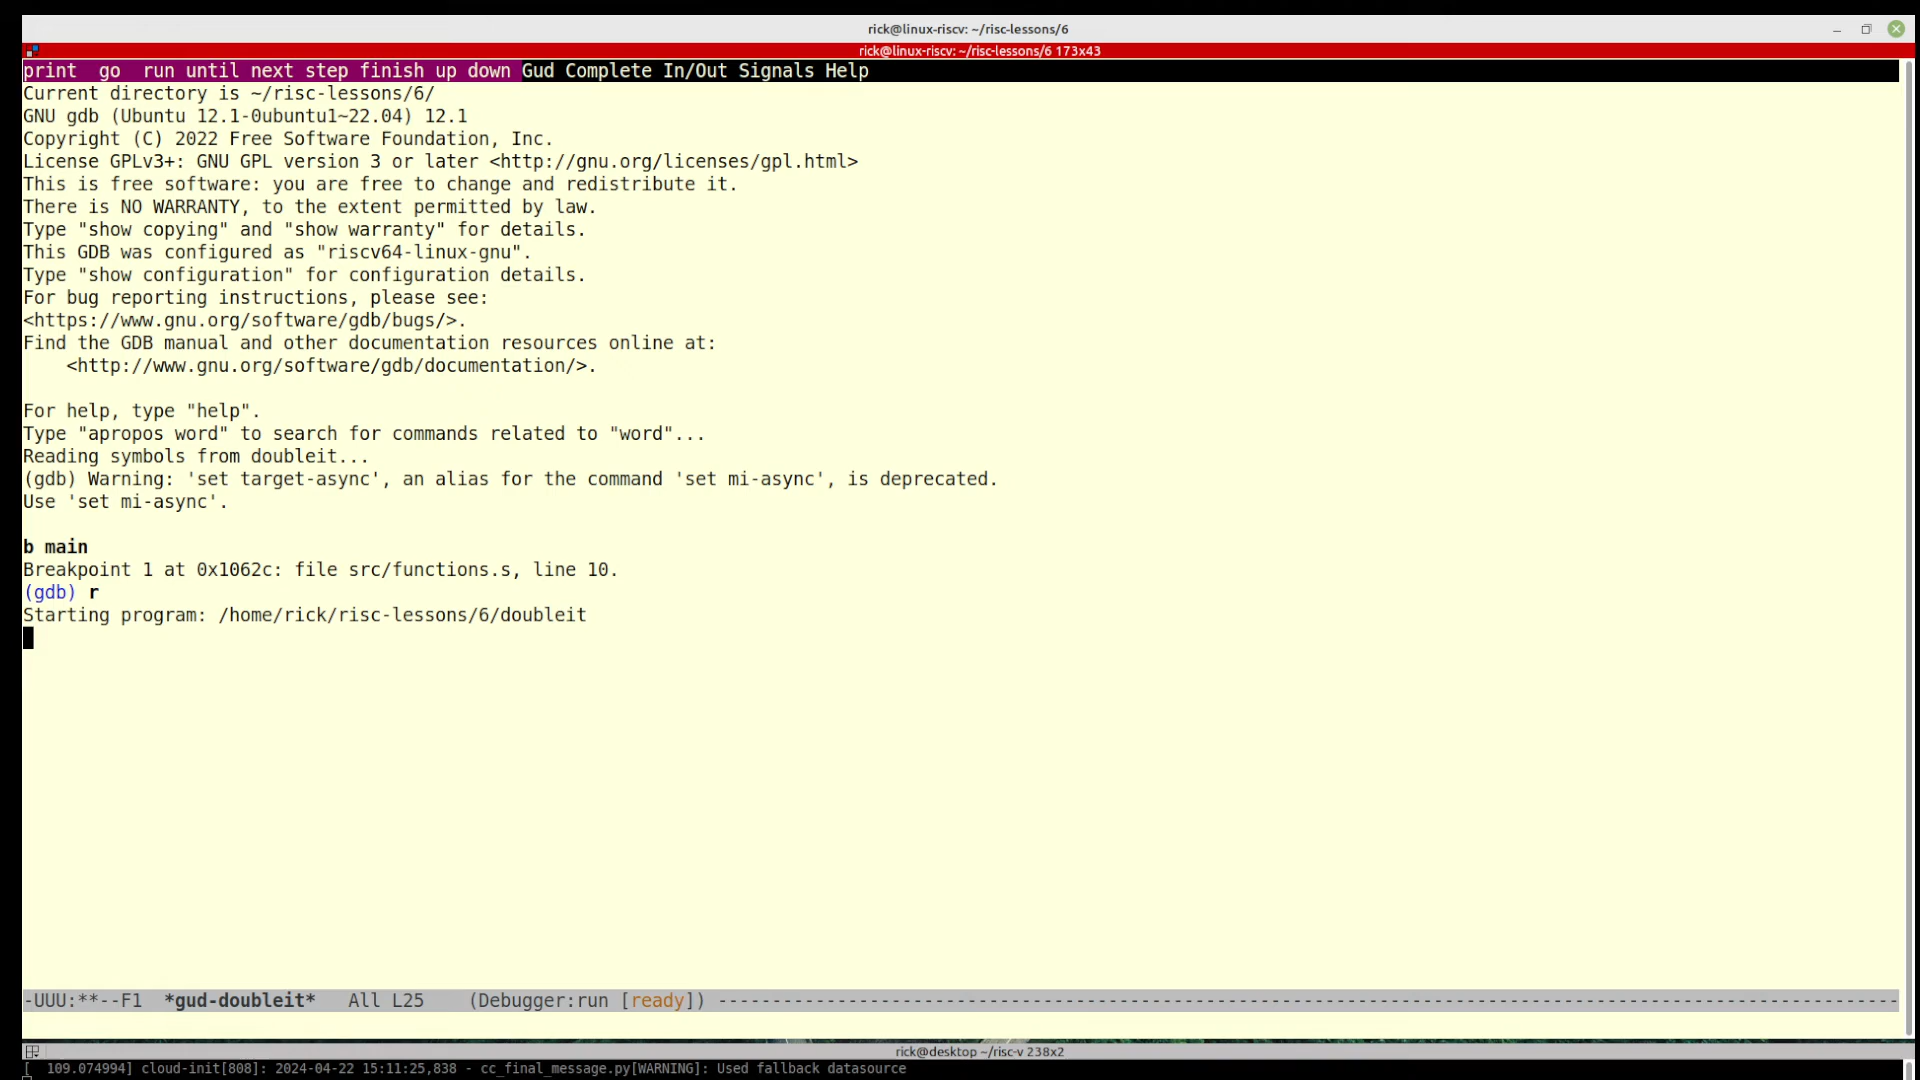 rick@linux-riscv: ~/risc-lessons/6
rick@linux-riscv: ~/risc-lessons/6 173x43
print  go  run until next step finish up down Gud Complete In/Out Signals Help
Current directory is ~/risc-lessons/6/
GNU gdb (Ubuntu 12.1-0ubuntu1~22.04) 12.1
Copyright (C) 2022 Free Software Foundation, Inc.
License GPLv3+: GNU GPL version 3 or later <http://gnu.org/licenses/gpl.html>
This is free software: you are free to change and redistribute it.
There is NO WARRANTY, to the extent permitted by law.
Type "show copying" and "show warranty" for details.
This GDB was configured as "riscv64-linux-gnu".
Type "show configuration" for configuration details.
For bug reporting instructions, please see:
<https://www.gnu.org/software/gdb/bugs/>.
Find the GDB manual and other documentation resources online at:
    <http://www.gnu.org/software/gdb/documentation/>.
For help, type "help".
Type "apropos word" to search for commands related to "word"...
Reading symbols from doubleit...
(gdb) Warning: 'set target-async', an alias for the command 'set mi-async', is deprecated.
Use 'set mi-async'.
b main
Breakpoint 1 at 0x1062c: file src/functions.s, line 10.
(gdb) r
Starting program: /home/rick/risc-lessons/6/doubleit
-UUU:**--F1  *gud-doubleit*   All L25    (Debugger:run [ready]) -------------------------------------------------------------------------------------------------------------
rick@desktop ~/risc-v 238x2
[  109.074994] cloud-init[808]: 2024-04-22 15:11:25,838 - cc_final_message.py[WARNING]: Used fallback datasource